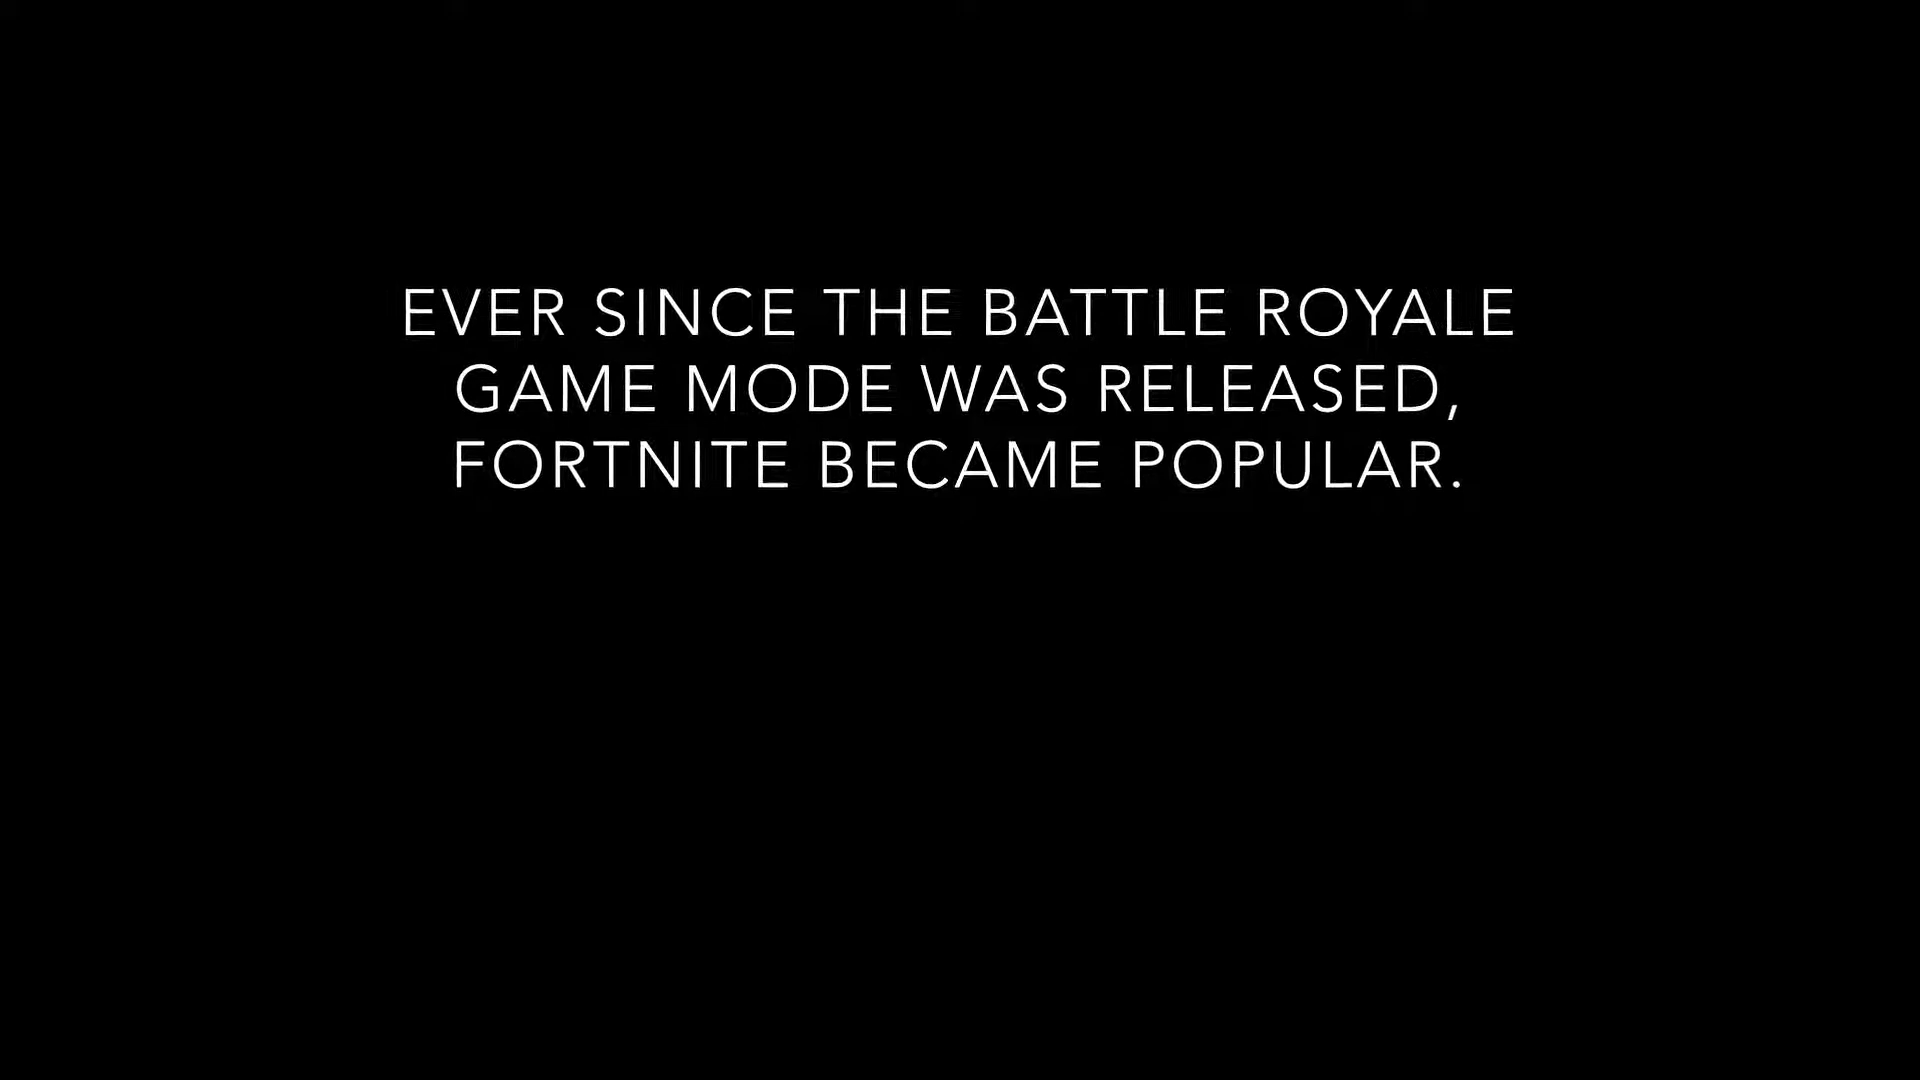 EVER SINCE THE BATTLE ROYALE
GAME MODE WAS RELEASED,
FORTNITE BECAME POPULAR.